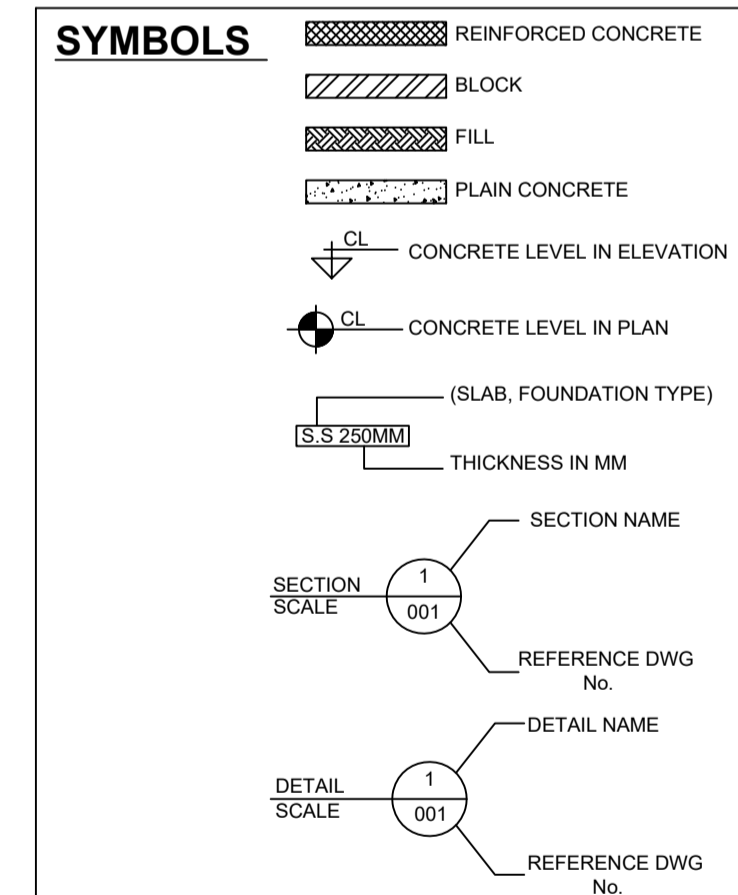 SYMBOLS
REINFORCED CONCRETE
BLOCK
FILL
PLAIN CONCRETE
CL
CONCRETE LEVEL IN ELEVATION
CL
CONCRETE LEVEL IN PLAN
(SLAB, FOUNDATION TYPE)
S.S 250MM
THICKNESS IN MM
SECTION NAME
SECTION
SCALE
1
001
REFERENCE DWG
No.
DETAIL NAME
DETAIL
SCALE
1
001
REFERENCE DWG
No.